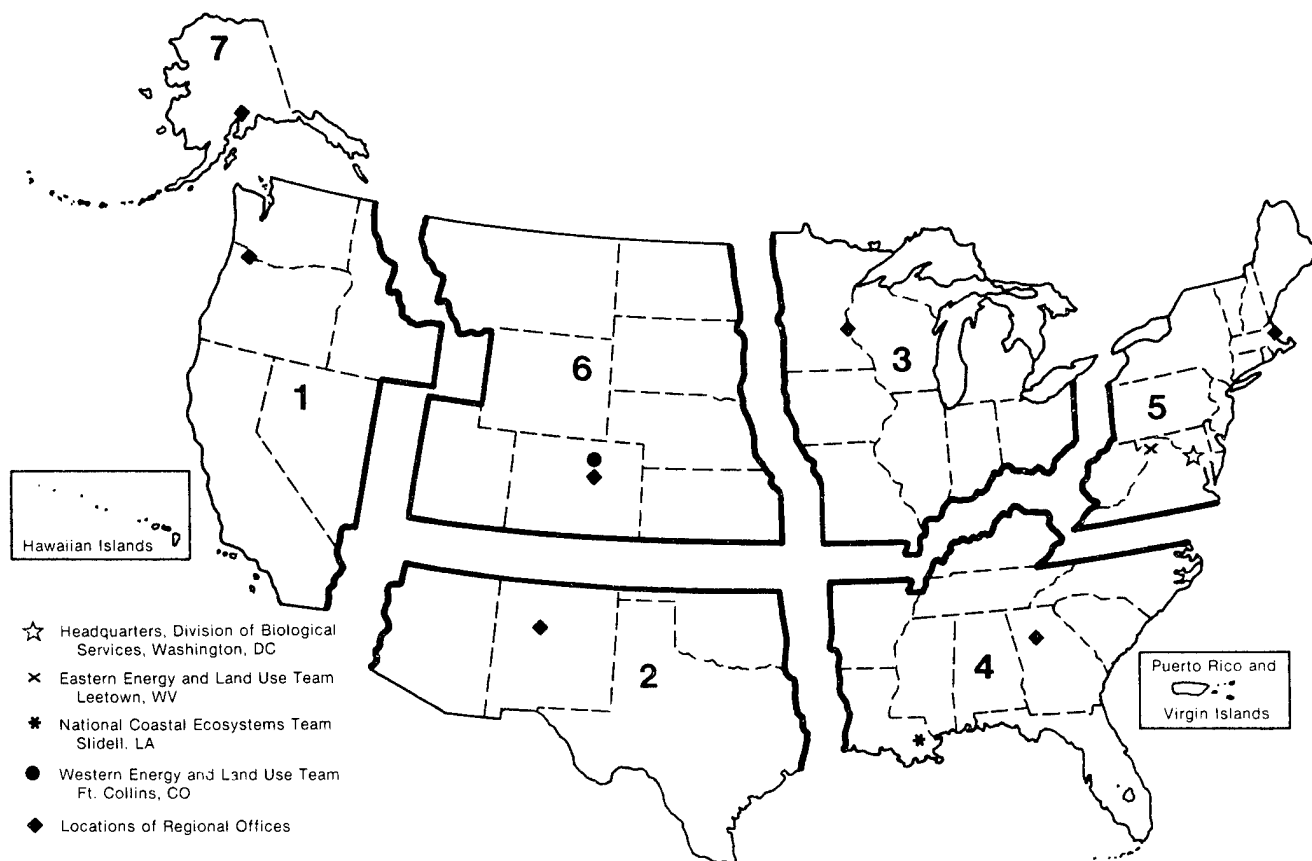 7
6
3
1
5
Hawaiian Islands
2
4
Puerto Rico and
Virgin Islands
Headquarters, Division of Biological
Services, Washington, DC
Eastern Energy and Land Use Team
Leetown, WV
National Coastal Ecosystems Team
Slidell, LA
Western Energy and Land Use Team
Ft. Collins, CO
Locations of Regional Offices